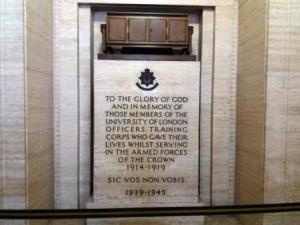 TO THE GLORY OF GOD
AND IN MEMORY OF
THOSE MEMBERS OF THE
UNIVERSITY OF LONDON
OFFICERS TRAINING
CORPS WHO GAVE THEIR
LIVES WHILST SERVING
IN THE ARMED FORCES
OF THE CROWN
1914-1919
SIC VOS NON VOBIS
1939-1945